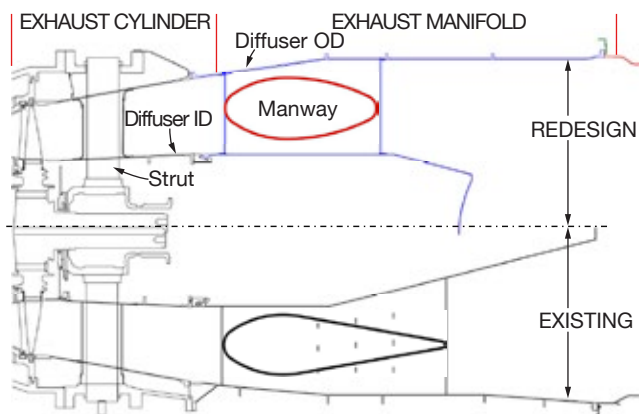 EXHAUST CYLINDER
EXHAUST MANIFOLD
Diffuser OD
Manway
Diffuser ID
REDESIGN
Strut
EXISTING